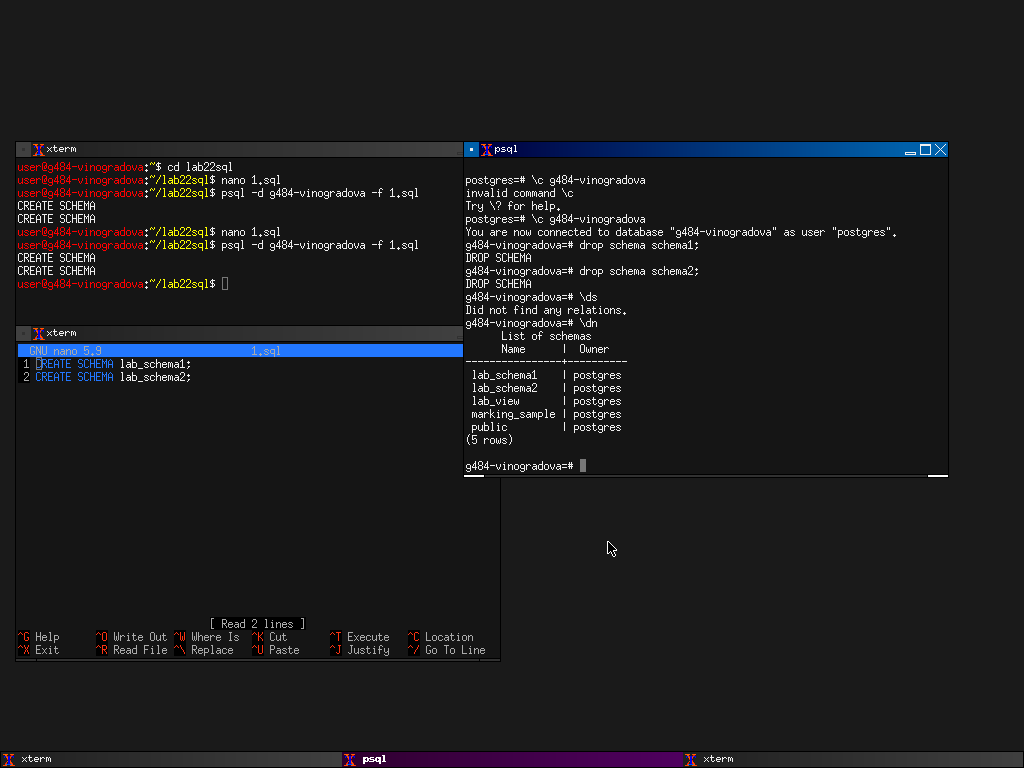 xterm
user@g484-vinogradova:~$ cd lab22sql
user@g484-vinogradova:~/lab22sql$ nano 1.sql
user@g484-vinogradova:~/lab22sql$ psql -d g484-vinogradova -f 1.sql
CREATE SCHEMA
CREATE SCHEMA
user@g484-vinogradova:~/lab22sql$ nano 1.sql
user@g484-vinogradova:~/lab22sql$ psql -d g484-vinogradova -f 1.sql
CREATE SCHEMA
CREATE SCHEMA
user@g484-vinogradova:~/lab22sql$
xterm
GNU nano 5.9 1.sql
1 CREATE SCHEMA lab_schema1;
2 CREATE SCHEMA lab_schema2;
[ Read 2 lines ]
^G Help ^O Write Out ^W Where Is ^K Cut ^T Execute ^C Location
^X Exit ^R Read File ^\ Replace ^U Paste ^J Justify ^/ Go To Line
psql
postgres=# \c g484-vinogradova
invalid command \c
Try \? for help.
postgres=# \c g484-vinogradova
You are now connected to database "g484-vinogradova" as user "postgres".
g484-vinogradova=# drop schema schema1;
DROP SCHEMA
g484-vinogradova=# drop schema schema2;
DROP SCHEMA
g484-vinogradova=# \ds
Did not find any relations.
g484-vinogradova=# \dn
List of schemas
Name | Owner
----------------+----------
lab_schema1 | postgres
lab_schema2 | postgres
lab_view | postgres
marking_sample | postgres
public | postgres
(5 rows)
g484-vinogradova=#
xterm psql xterm